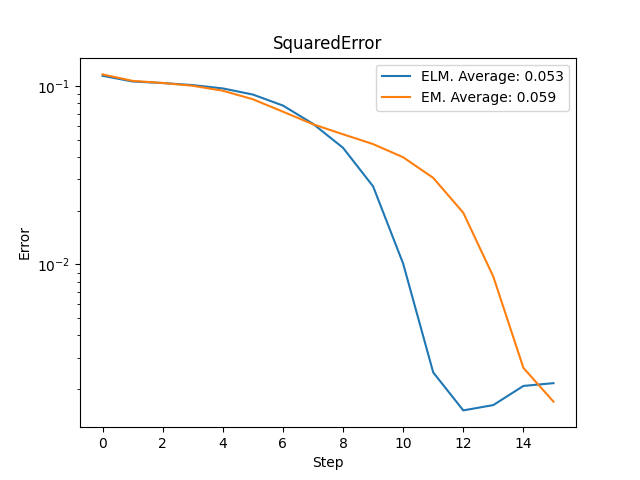 SquaredError
ELM. Average: 0.053
EM. Average: 0.059
Error
10⁻¹
10⁻²
0 2 4 6 8 10 12 14
Step